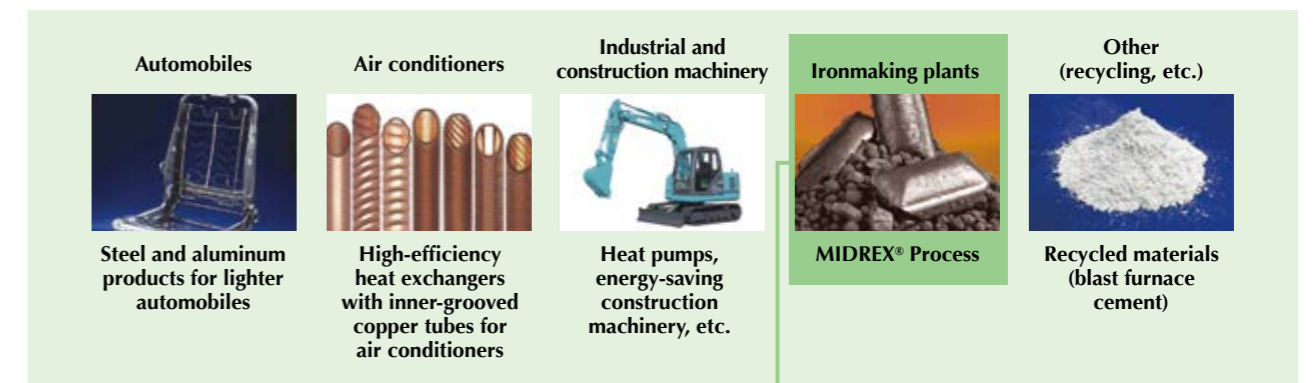 Automobiles
Steel and aluminum
products for lighter
automobiles
Air conditioners
High-efficiency
heat exchangers
with inner-grooved
copper tubes for
air conditioners
Industrial and
construction machinery
Heat pumps,
energy-saving
construction
machinery, etc.
Ironmaking plants
MIDREX® Process
Other
(recycling, etc.)
Recycled materials
(blast furnace
cement)